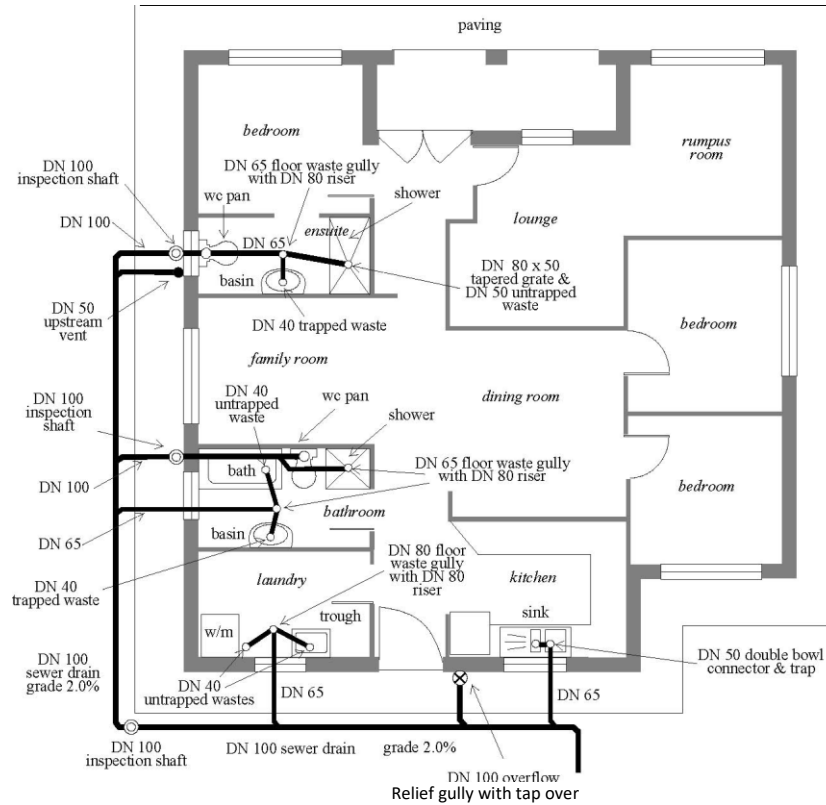 paving
bedroom
rumpus
room
DN 100
inspection shaft
wc pan
DN 65 floor waste gully
with DN 80 riser
shower
lounge
DN 100
ensuite
DN 65
basin
DN 80 x 50
tapered grate &
DN 50 untrapped
waste
DN 50
upstream
vent
DN 40 trapped waste
bedroom
family room
dining room
DN 40
untrapped
waste
wc pan
shower
DN 100
inspection
shaft
bath
DN 65 floor waste gully
with DN 80 riser
bedroom
DN 100
bathroom
basin
DN 65
DN 40
trapped waste
laundry
DN 80 floor
waste gully
with DN 80
riser
kitchen
trough
sink
w/m
DN 100
sewer drain
grade 2.0%
DN 40
untrapped wastes
DN 50 double bowl
connector & trap
DN 65
DN 65
DN 100
inspection shaft
DN 100 sewer drain
grade 2.0%
DN 100 overflow
Relief gully with tap over